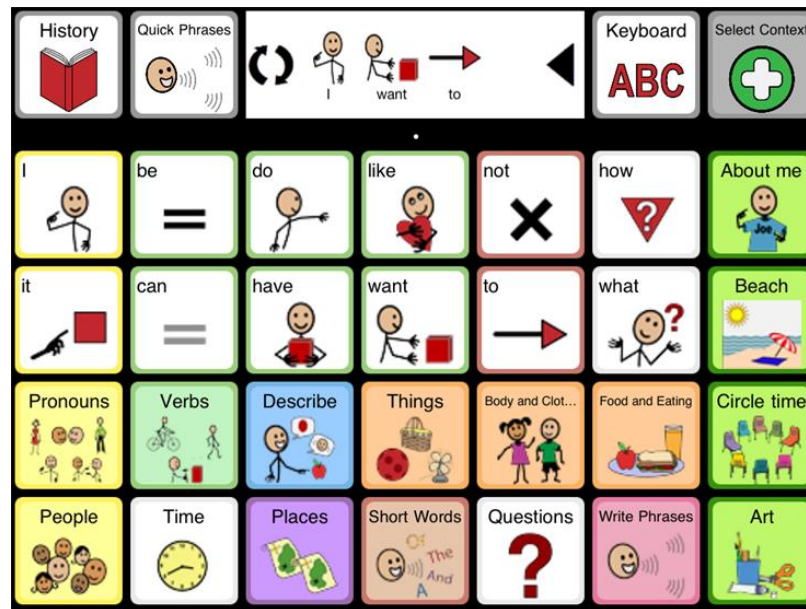 History
Quick Phrases
I want to
Keyboard
ABC
Select Context
I
be
do
like
not
how
About me
Joe
it
can
have
want
to
what
Beach
Pronouns
Verbs
Describe
Things
Body and Clot...
Food and Eating
Circle time
People
Time
Places
Short Words
Of
The
And
A
Questions
?
Write Phrases
Art